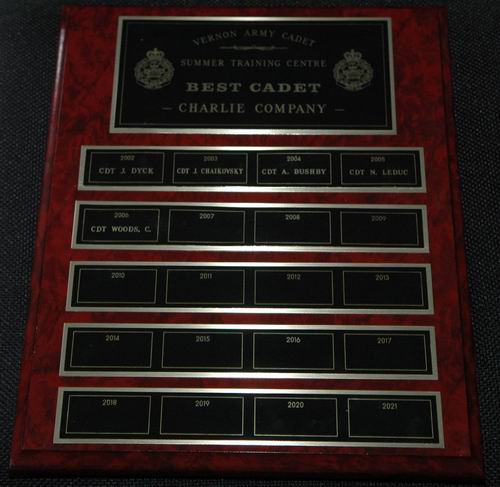 VERNON ARMY CADET
SUMMER TRAINING CENTRE
BEST CADET
– CHARLIE COMPANY –
2002 2003 2004 2005
CDT J. DYCK CDT J. CHAIKOVSKY CDT A. BUSHBY CDT N. LEDUC
2006 2007 2008 2009
CDT WOODS, C.
2010 2011 2012 2013
2014 2015 2016 2017
2018 2019 2020 2021